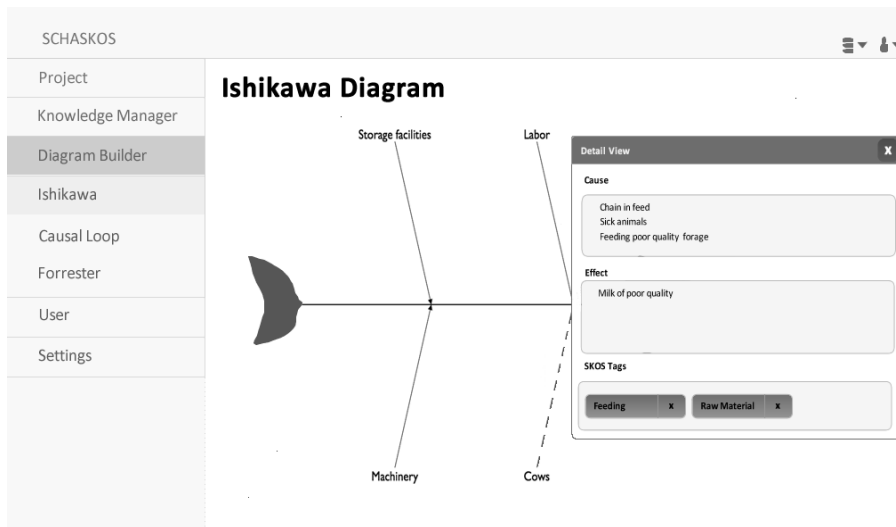 SCHASKOS
Project
Knowledge Manager
Diagram Builder
Ishikawa
Causal Loop
Forrester
User
Settings
Ishikawa Diagram
Storage facilities
Labor
Machinery
Cows
Detail View x
Cause
Chain in feed
Sick animals
Feeding poor quality forage
Effect
Milk of poor quality
SKOS Tags
Feeding x Raw Material x